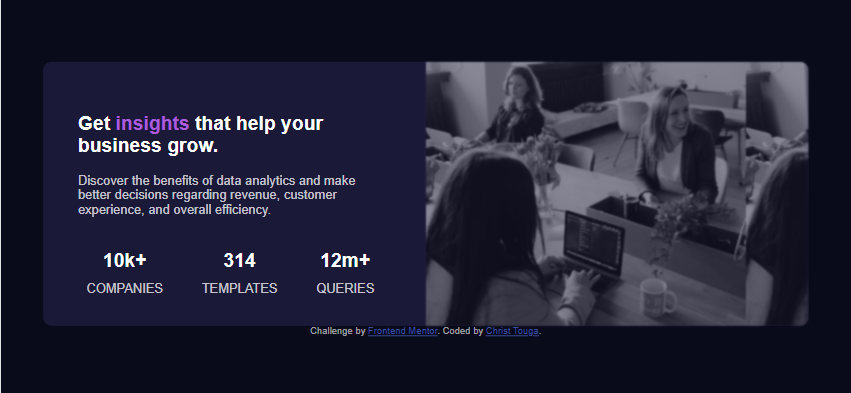 Get insights that help your
business grow.
Discover the benefits of data analytics and make
better decisions regarding revenue, customer
experience, and overall efficiency.
10k+ 314 12m+
COMPANIES TEMPLATES QUERIES
Challenge by Frontend Mentor. Coded by Christ Touga.